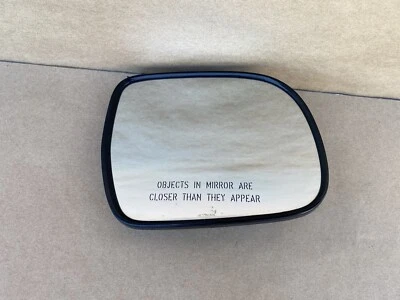 OBJECTS IN MIRROR ARE
CLOSER THAN THEY APPEAR